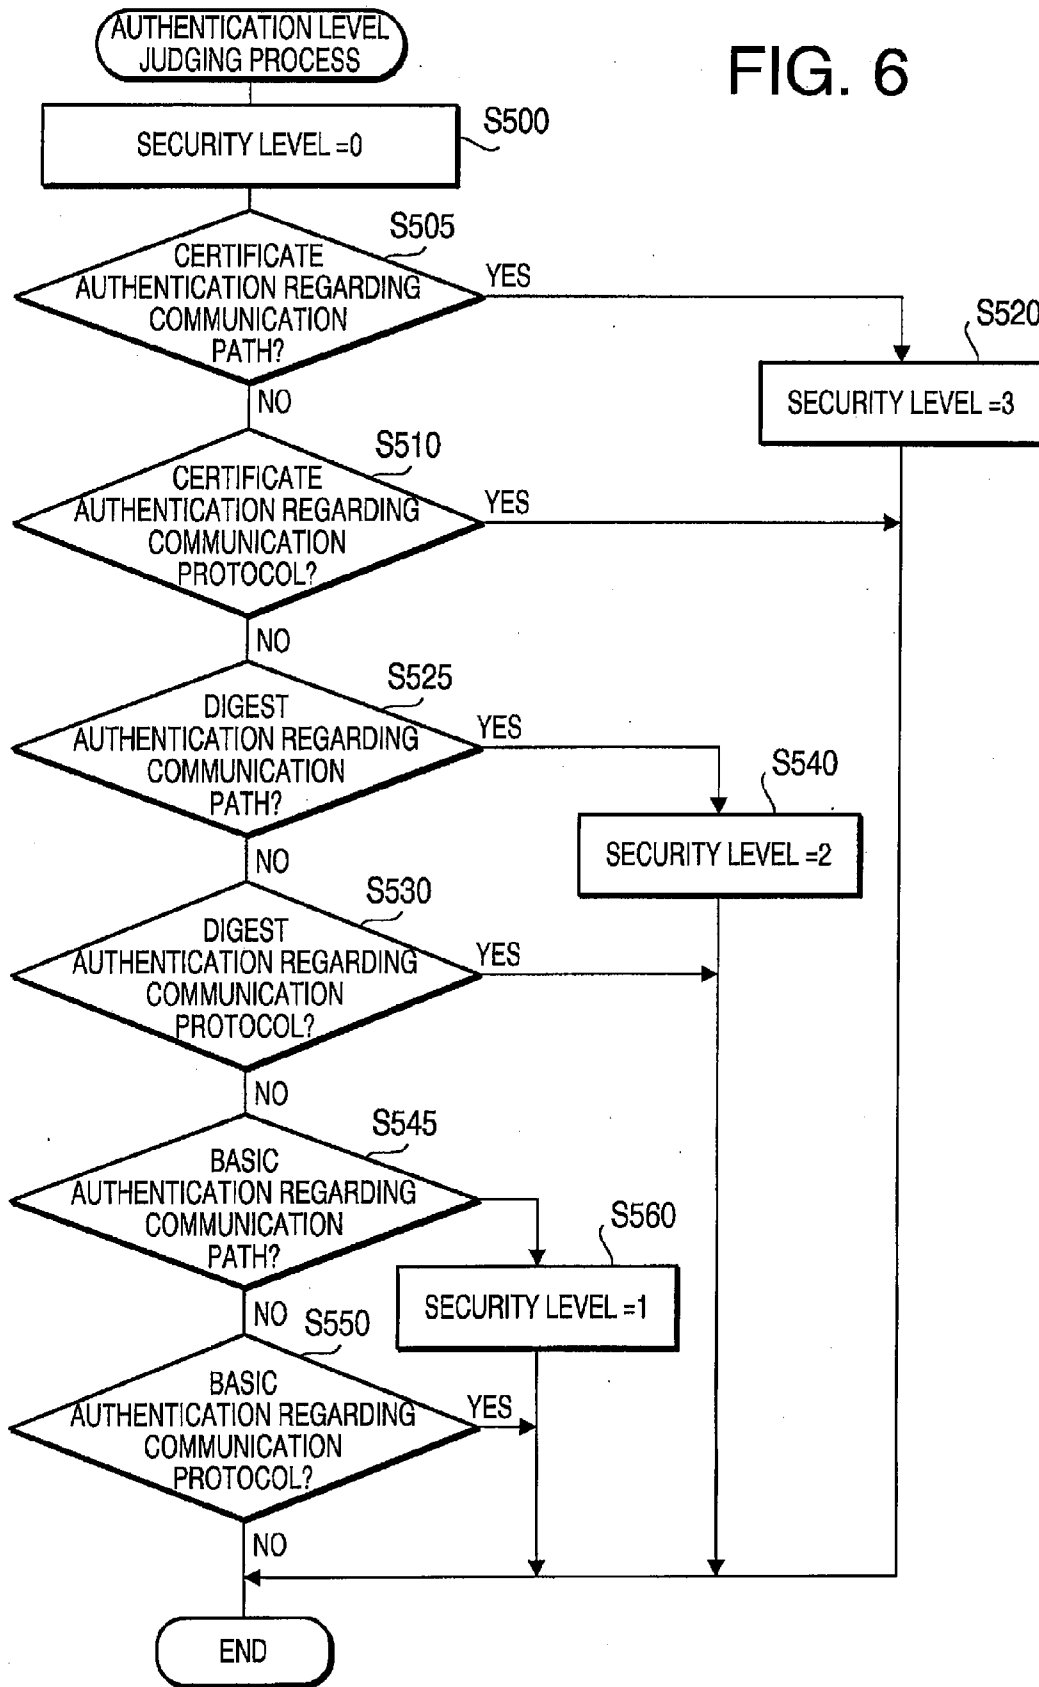 AUTHENTICATION LEVEL
JUDGING PROCESS
FIG. 6
S500
SECURITY LEVEL =0
S505
CERTIFICATE
AUTHENTICATION REGARDING
COMMUNICATION
PATH?
YES
S520
SECURITY LEVEL =3
NO
S510
CERTIFICATE
AUTHENTICATION REGARDING
COMMUNICATION
PROTOCOL?
YES
NO
S525
DIGEST
AUTHENTICATION REGARDING
COMMUNICATION
PATH?
YES
S540
SECURITY LEVEL =2
NO
S530
DIGEST
AUTHENTICATION REGARDING
COMMUNICATION
PROTOCOL?
YES
NO
S545
BASIC
AUTHENTICATION REGARDING
COMMUNICATION
PATH?
S560
SECURITY LEVEL =1
NO
S550
BASIC
AUTHENTICATION REGARDING
COMMUNICATION
PROTOCOL?
YES
NO
END